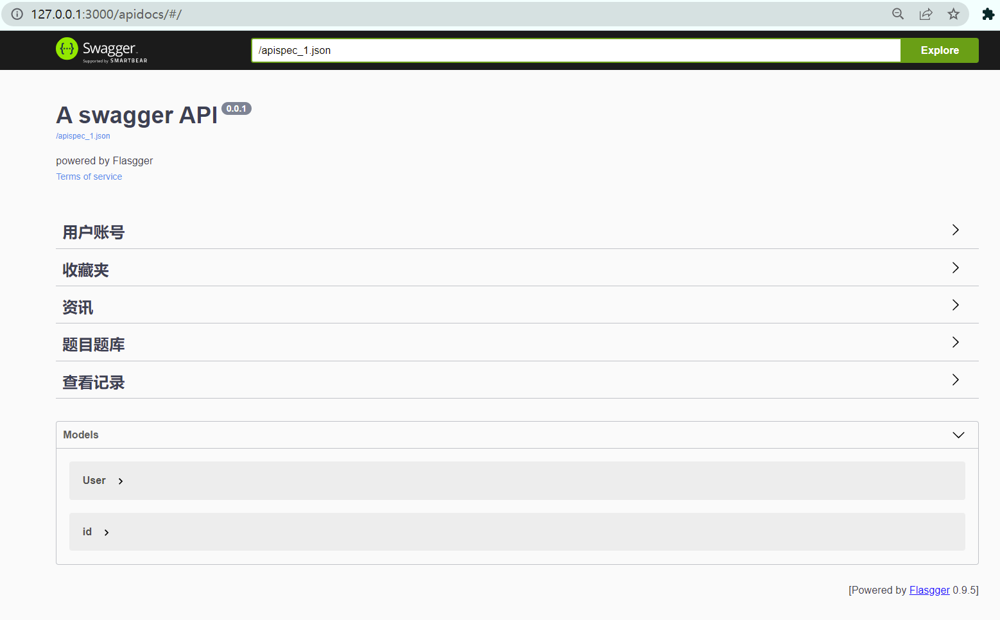 127.0.0.1:3000/apidocs/#/
Swagger
Supported by SMARTBEAR
/apispec_1.json
Explore
A swagger API 0.0.1
/apispec_1.json
powered by Flasgger
Terms of service
用户账号
收藏夹
资讯
题目题库
查看记录
Models
User
id
[Powered by Flasgger 0.9.5]